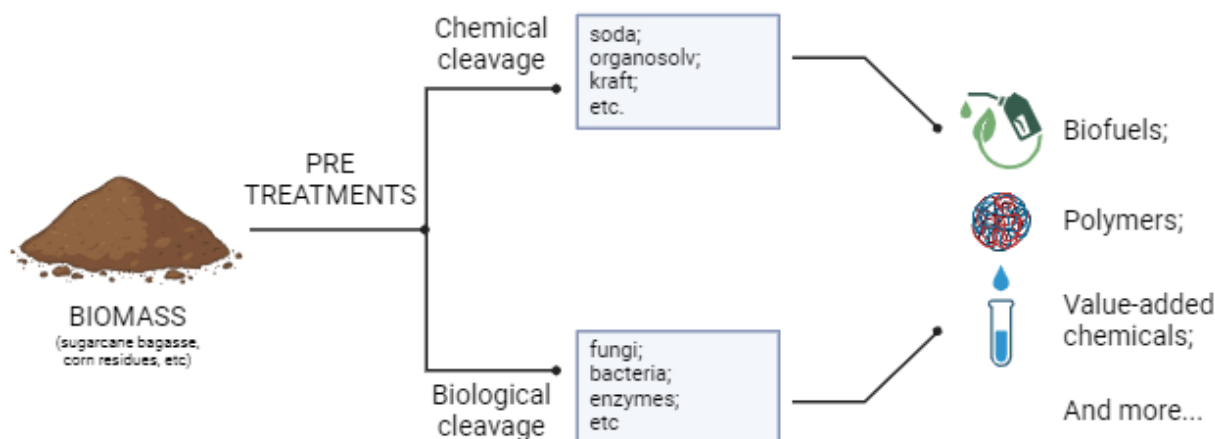 Chemical
cleavage
soda;
organosolv;
kraft;
etc.
PRE
TREATMENTS
BIOMASS
(sugarcane bagasse,
corn residues, etc)
Biological
cleavage
fungi;
bacteria;
enzymes;
etc
Biofuels;
Polymers;
Value-added
chemicals;
And more...